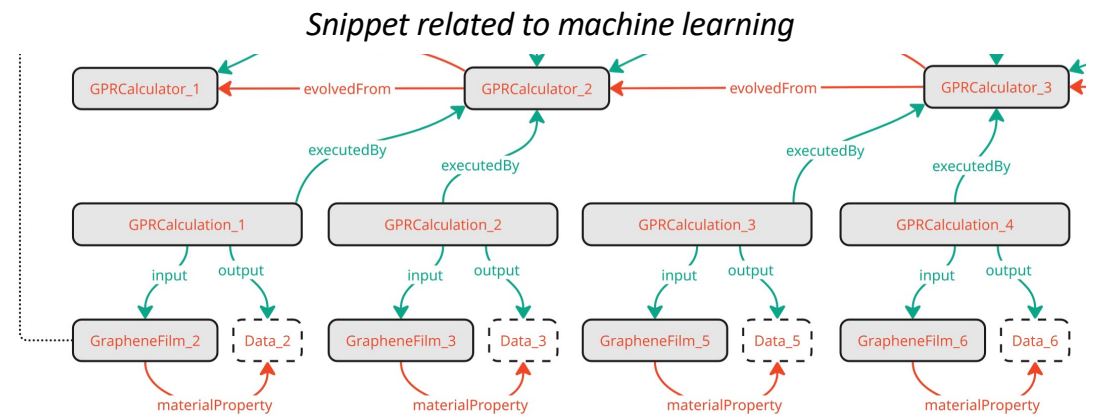 Snippet related to machine learning
GPRCalculator_1
evolvedFrom
GPRCalculator_2
evolvedFrom
GPRCalculator_3
executedBy
executedBy
executedBy
executedBy
GPRCalculation_1
GPRCalculation_2
GPRCalculation_3
GPRCalculation_4
input
output
input
output
input
output
input
output
GrapheneFilm_2
Data_2
GrapheneFilm_3
Data_3
GrapheneFilm_5
Data_5
GrapheneFilm_6
Data_6
materialProperty
materialProperty
materialProperty
materialProperty